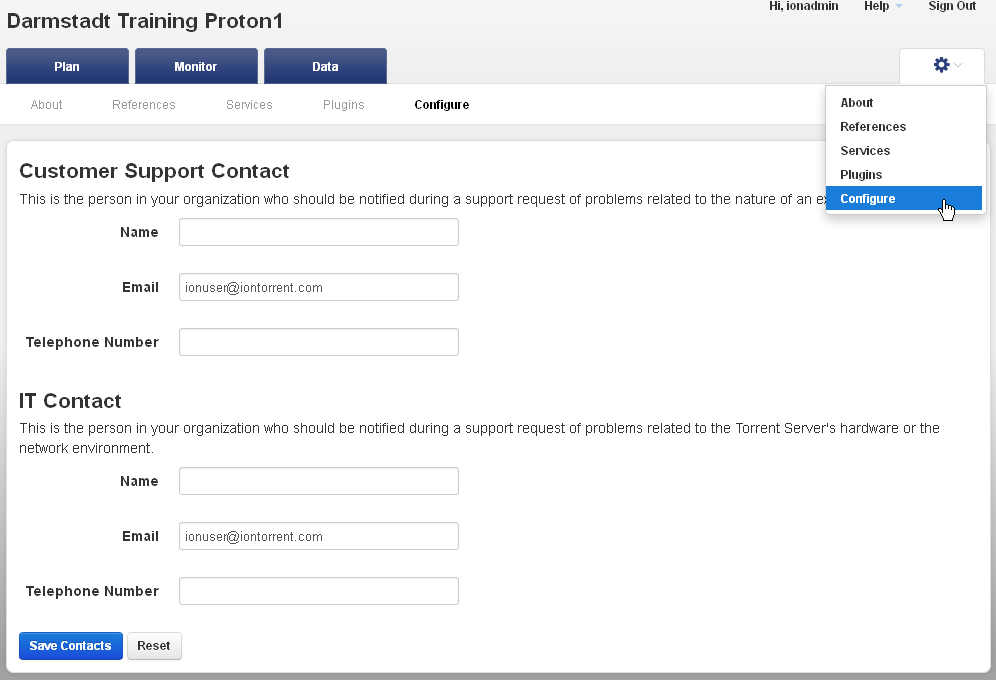 Hi, ionadmin Help Sign Out
Darmstadt Training Proton1
Plan Monitor Data
About References Services Plugins Configure
About
References
Services
Plugins
Configure
Customer Support Contact
This is the person in your organization who should be notified during a support request of problems related to the nature of an
Name
Email ionuser@iontorrent.com
Telephone Number
IT Contact
This is the person in your organization who should be notified during a support request of problems related to the Torrent Server's hardware or the
network environment.
Name
Email ionuser@iontorrent.com
Telephone Number
Save Contacts Reset